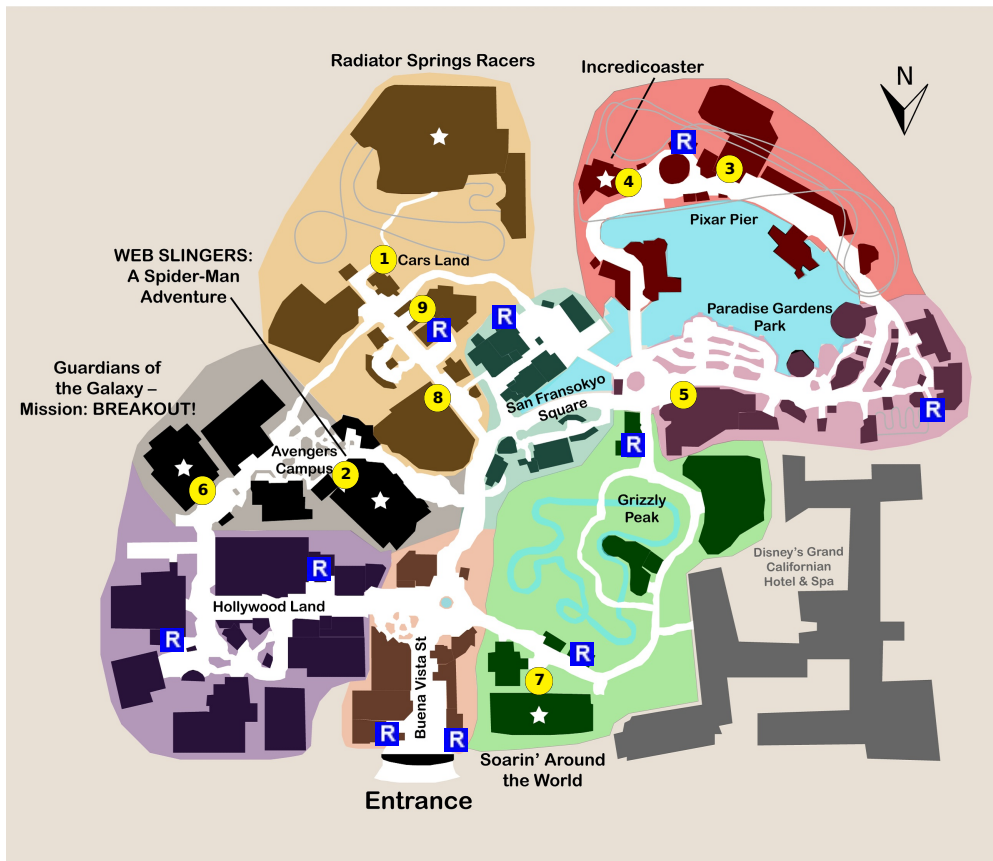 Radiator Springs Racers
Incredicoaster
N
R
3
4
Pixar Pier
WEB SLINGERS:
A Spider-Man
Adventure
1
Cars Land
9
R
R
Paradise Gardens
Park
Guardians of
the Galaxy –
Mission: BREAKOUT!
8
San Fransokyo
Square
5
R
R
Avengers
Campus
2
6
Grizzly
Peak
Disney's Grand
Californian
Hotel & Spa
R
Hollywood Land
R
Buena Vista St
R
7
R
R
Soarin' Around
the World
Entrance